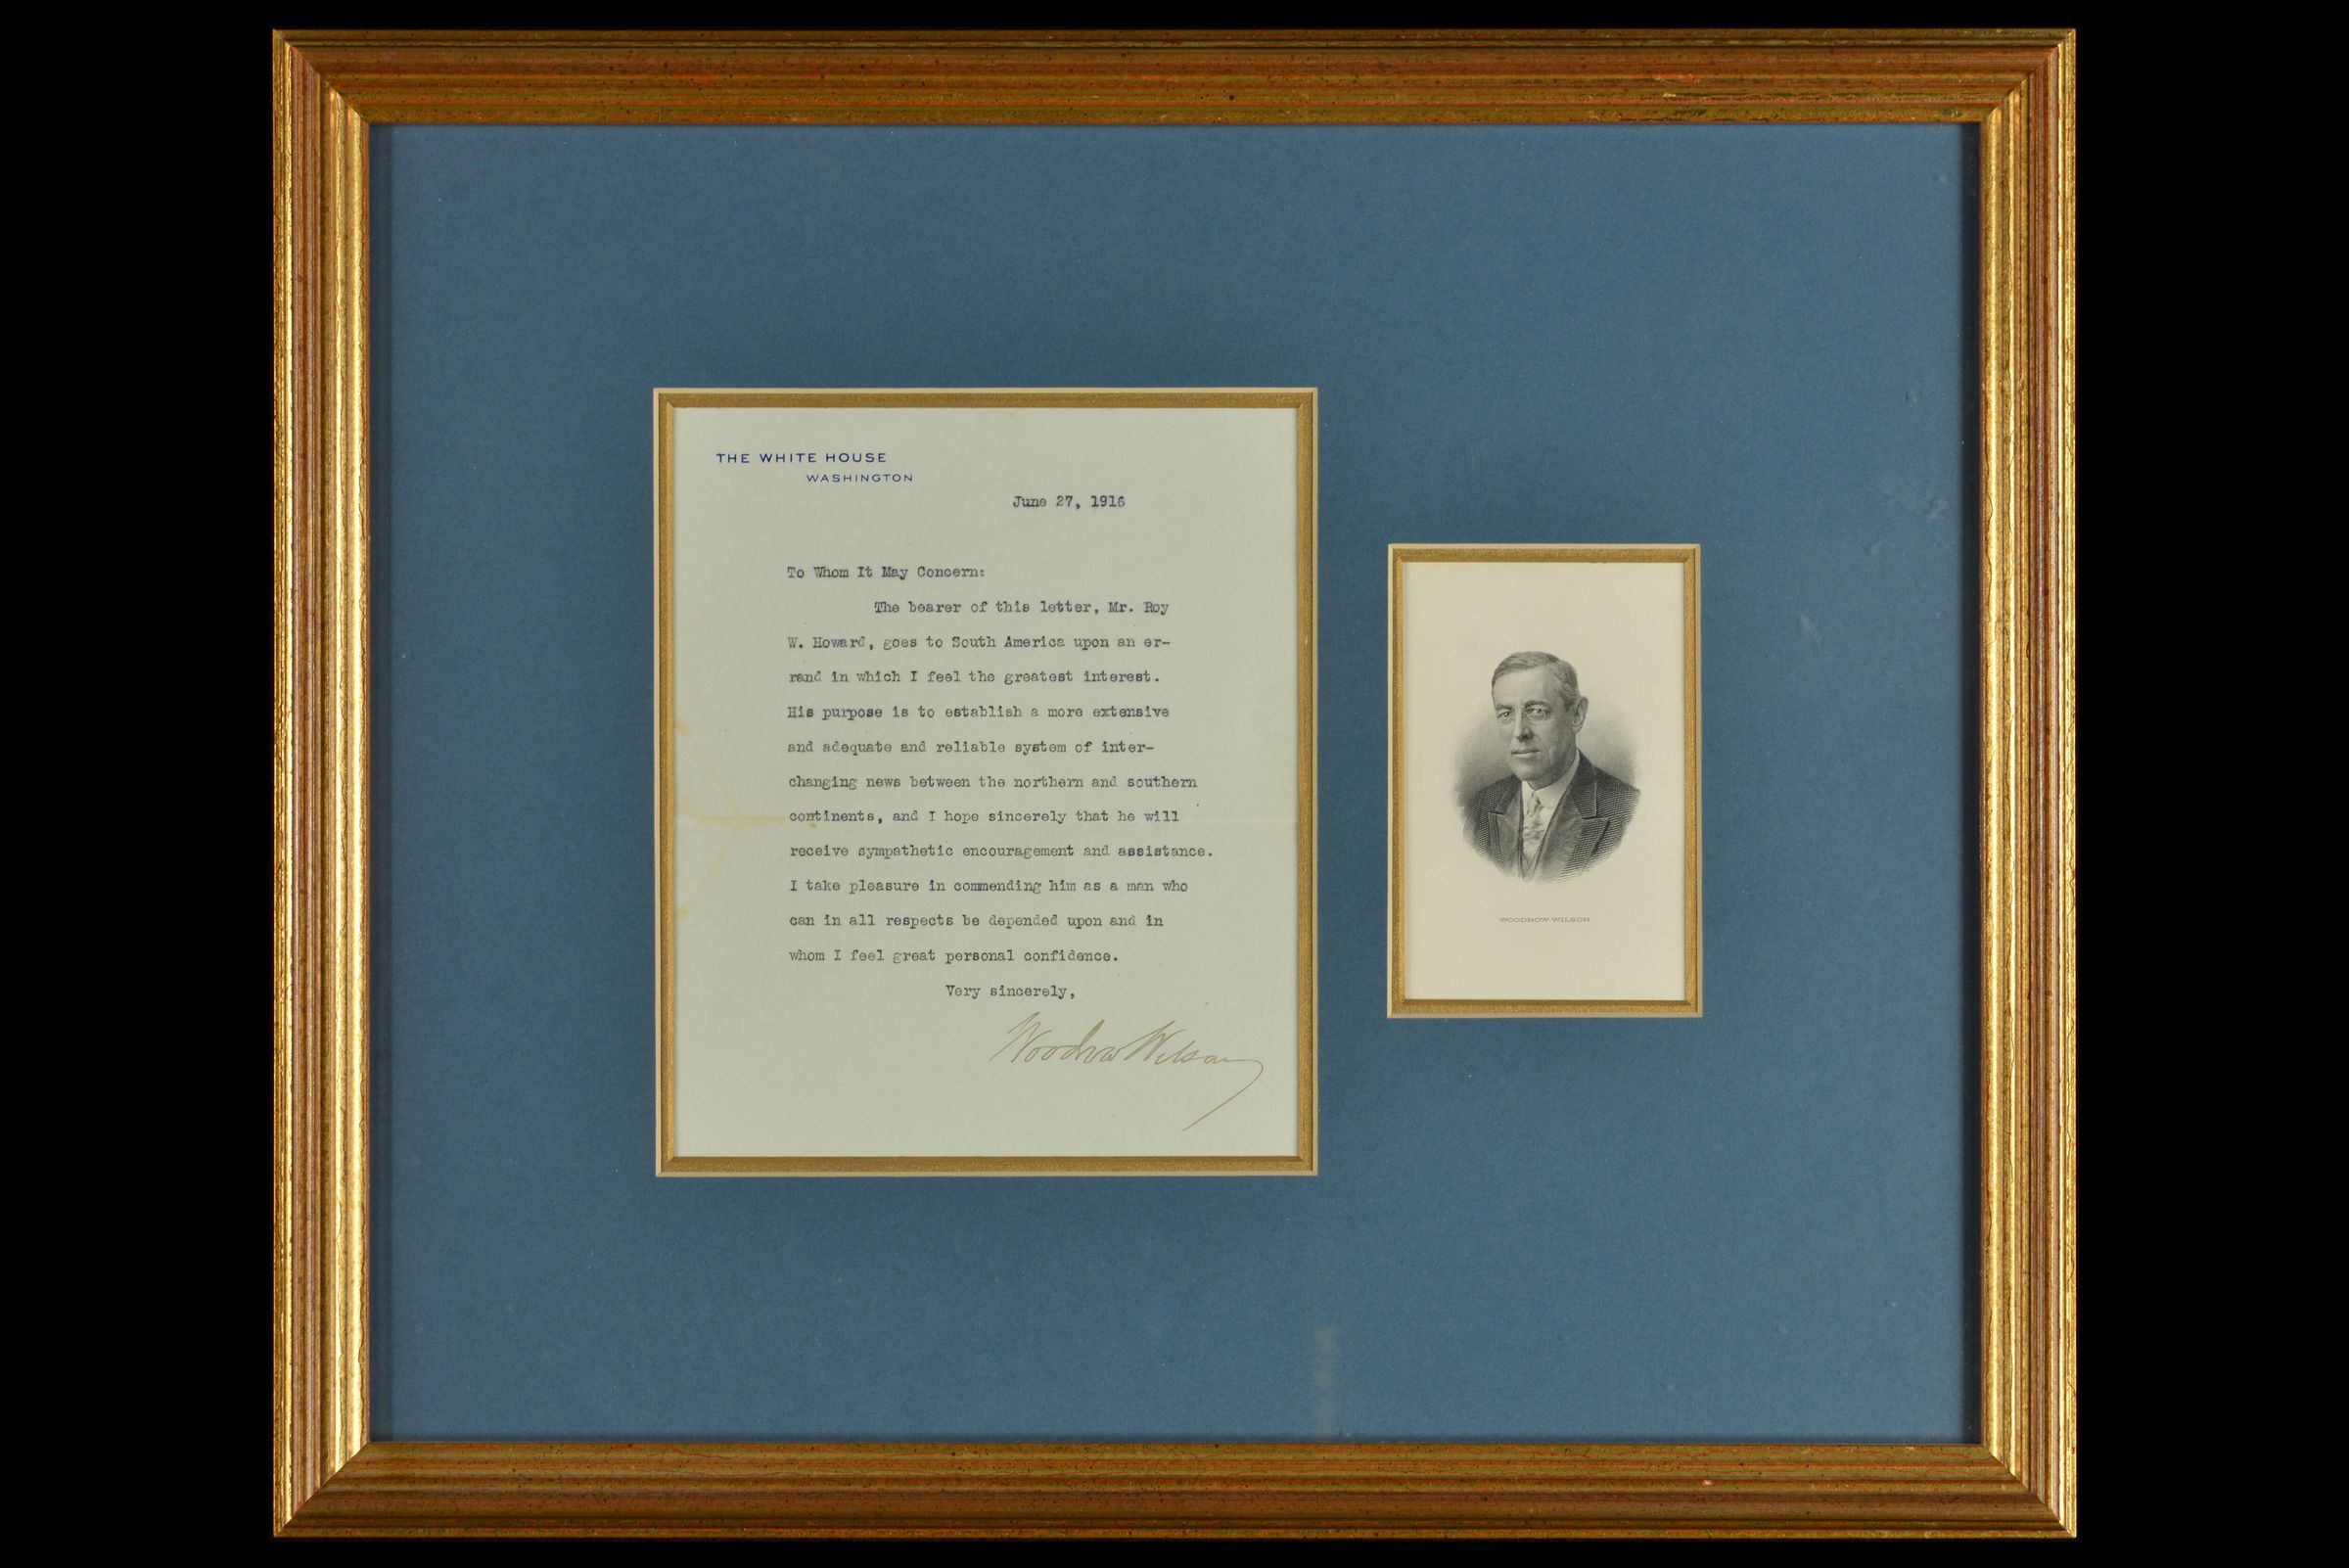 THE WHITE HOUSE
WASHINGTON
June 27, 1916
To Whom It May Concern:
The bearer of this letter, Mr. Roy
W. Howard, goes to South America upon an er-
rand in which I feel the greatest interest.
His purpose is to establish a more extensive
and adequate and reliable system of inter-
changing news between the northern and southern
continents, and I hope sincerely that he will
receive sympathetic encouragement and assistance.
I take pleasure in commending him as a man who
can in all respects be depended upon and in
whom I feel great personal confidence.
Very sincerely,
Woodrow Wilson
WOODROW WILSON